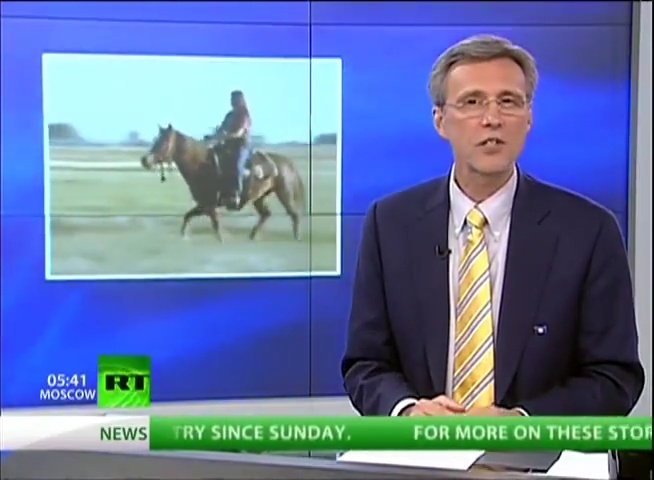 05:41
MOSCOW
RT
NEWS
TRY SINCE SUNDAY.
FOR MORE ON THESE STOR